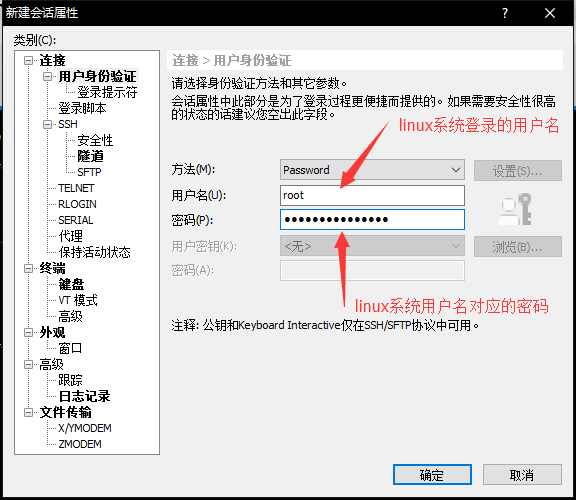 新建会话属性
?
类别(C):
连接
用户身份验证
登录提示符
登录脚本
SSH
安全性
隧道
SFTP
TELNET
RLOGIN
SERIAL
代理
保持活动状态
终端
键盘
VT 模式
高级
外观
窗口
高级
跟踪
日志记录
文件传输
X/YMODEM
ZMODEM
连接 > 用户身份验证
请选择身份验证方法和其它参数。
会话属性中此部分是为了登录过程更便捷而提供的。如果需要安全性很高
的状态的话建议您空出此字段。
linux系统登录的用户名
方法(M):
Password
设置(S)...
用户名(U):
root
密码(P):
●●●●●●●●●●●●●●●
用户密钥(K):
<无>
浏览(B)...
密码(A):
linux系统用户名对应的密码
注释: 公钥和Keyboard Interactive仅在SSH/SFTP协议中可用。
确定
取消